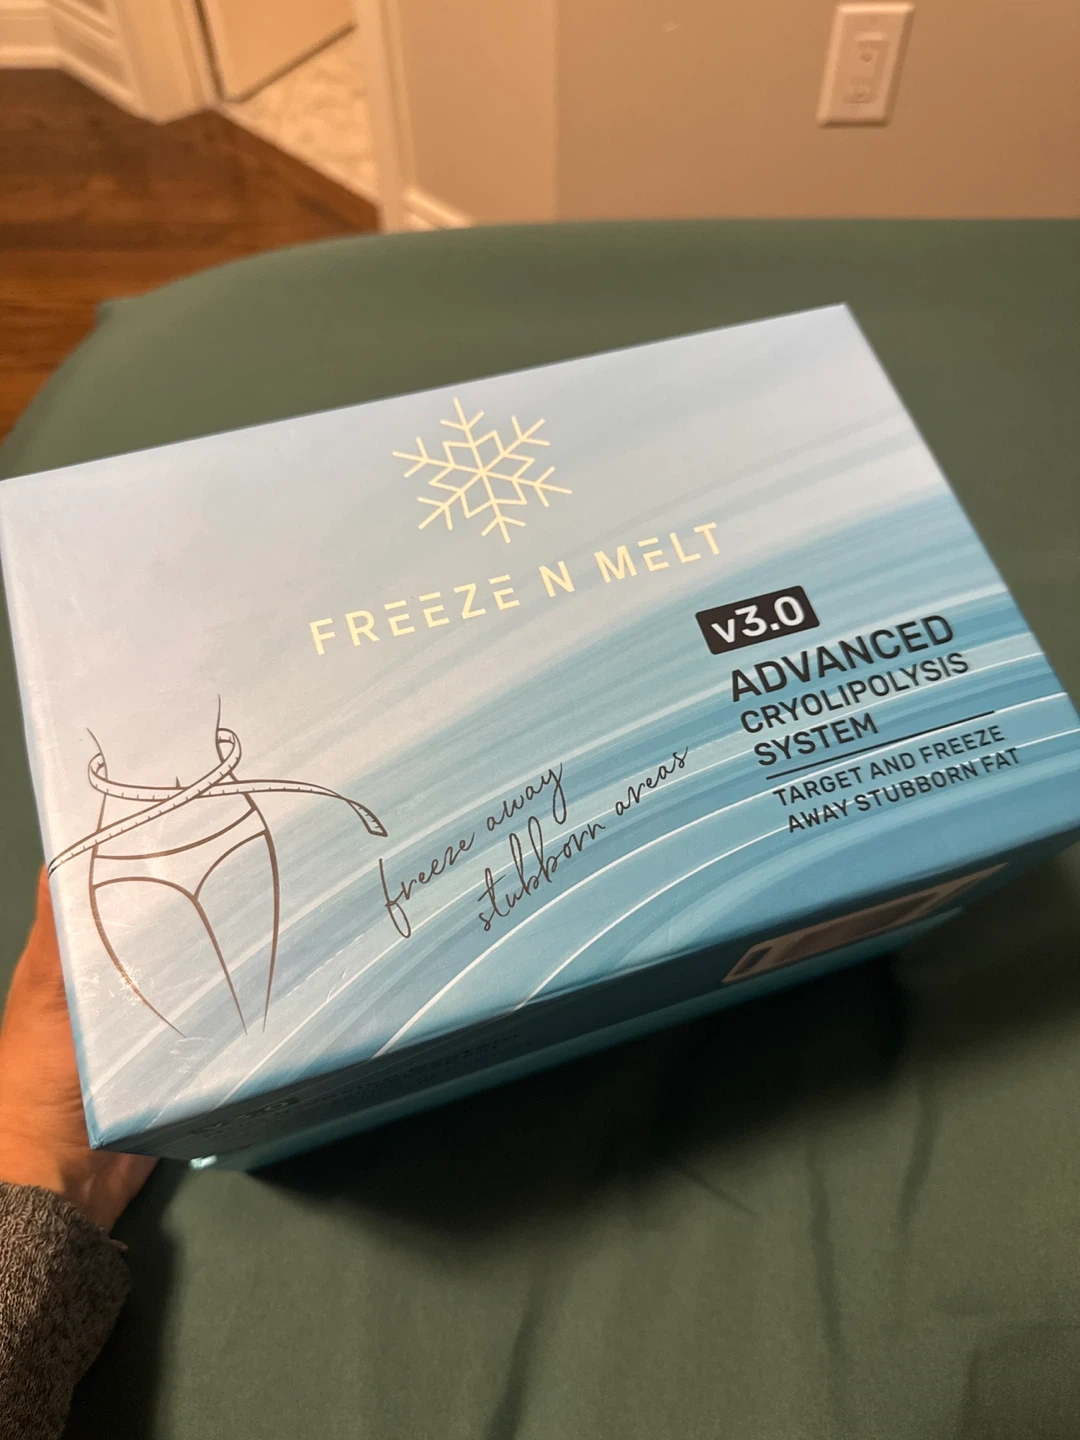 FREEZE N MELT
v3.0
ADVANCED
CRYOLIPOLYSIS
SYSTEM
TARGET AND FREEZE
AWAY STUBBORN FAT
freeze away
stubborn areas